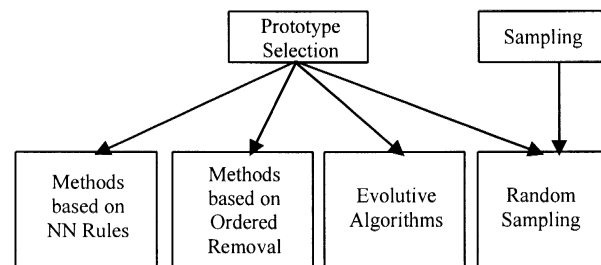 Prototype
Selection
Sampling
Methods
based on
NN Rules
Methods
based on
Ordered
Removal
Evolutive
Algorithms
Random
Sampling